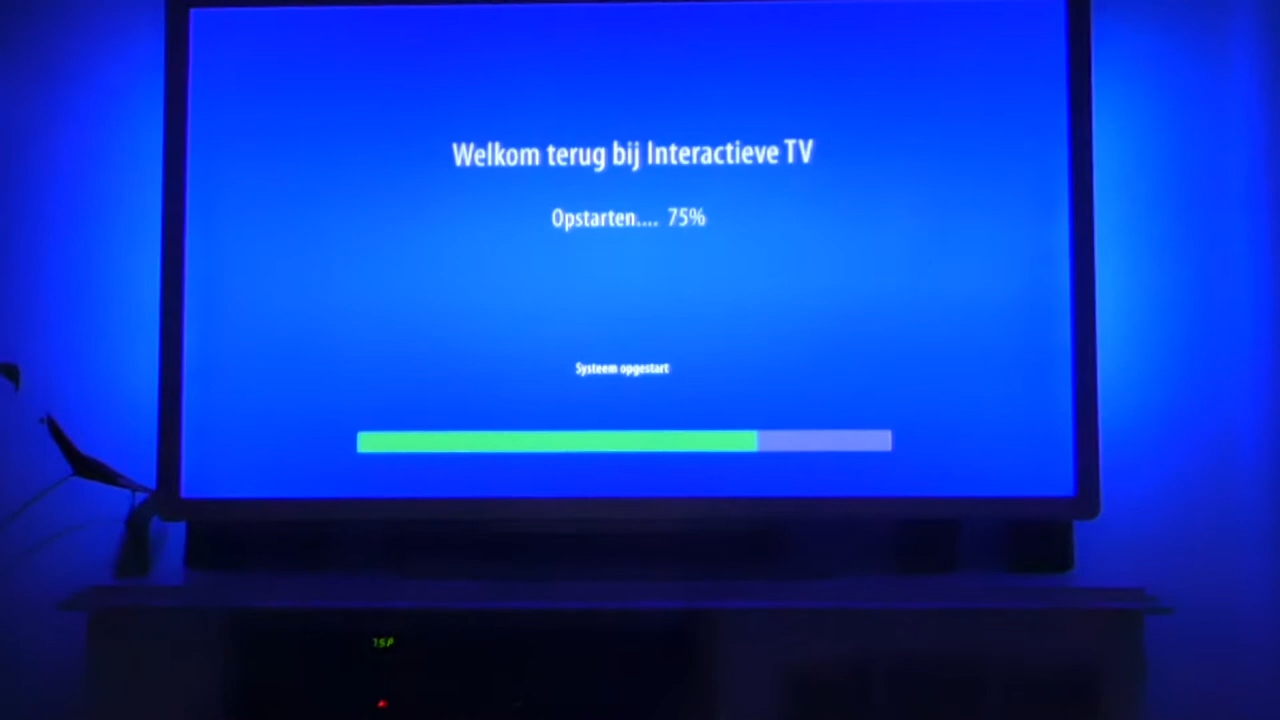 Welkom terug bij Interactieve TV
Opstarten.... 75%
Systeem opgestart